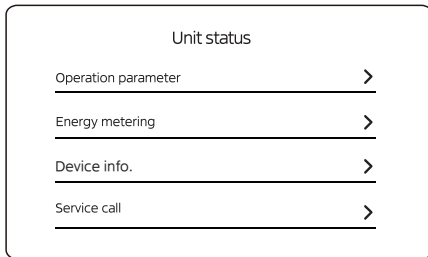 Unit status
Operation parameter
Energy metering
Device info.
Service call